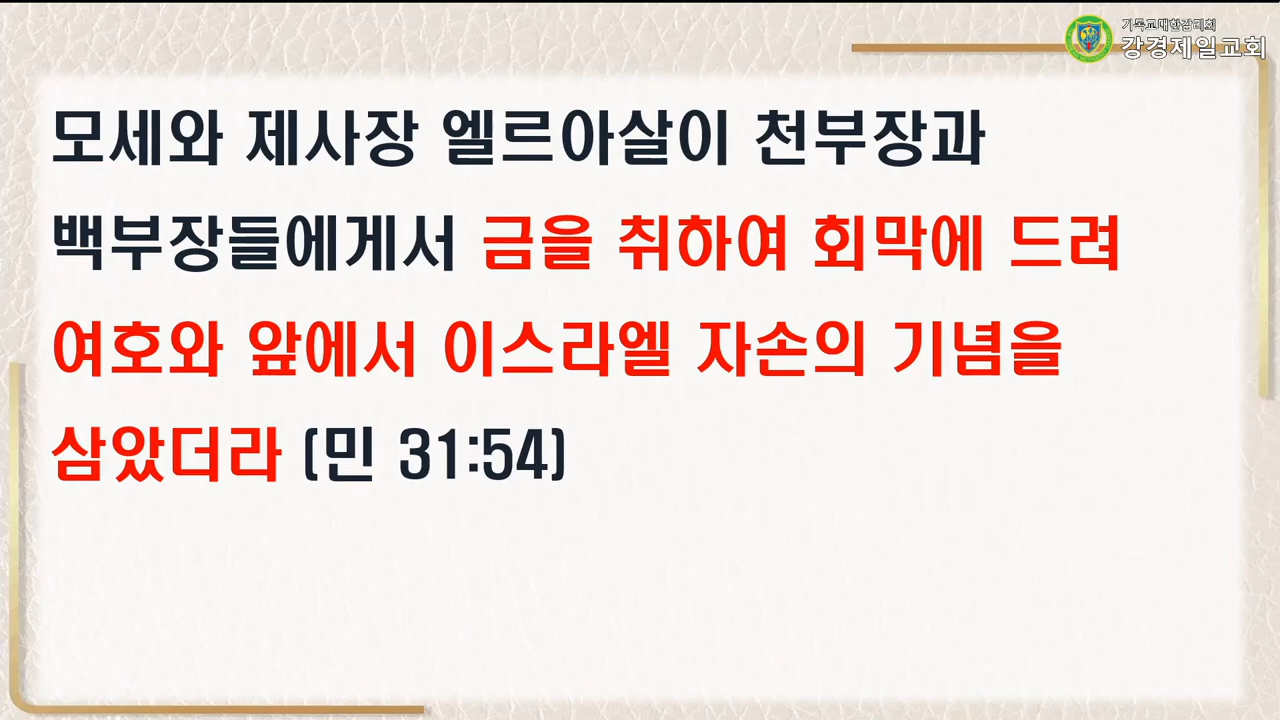 기독교대한감리회
강경제일교회
모세와 제사장 엘르아살이 천부장과
백부장들에게서 금을 취하여 회막에 드려
여호와 앞에서 이스라엘 자손의 기념을
삼았더라 (민 31:54)